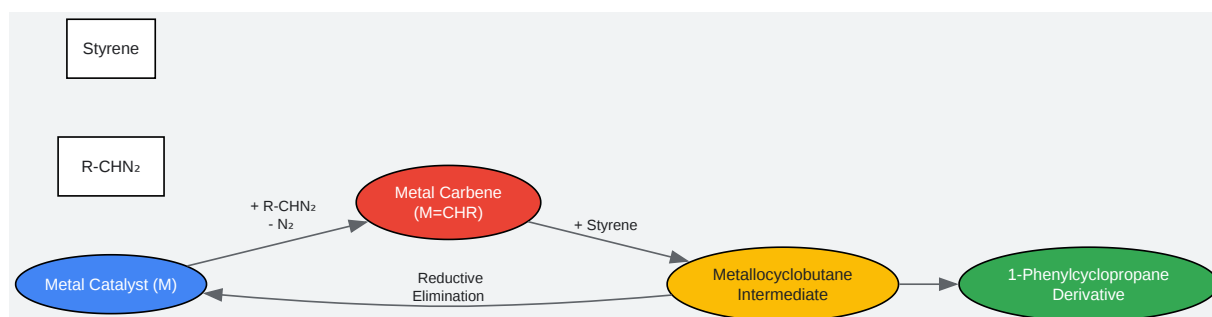 Styrene
R-CHN₂
+ R-CHN₂
- N₂
Metal Carbene
(M=CHR)
+ Styrene
Metal Catalyst (M)
Reductive
Elimination
Metallocyclobutane
Intermediate
1-Phenylcyclopropane
Derivative